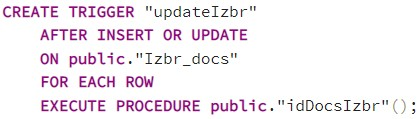 CREATE TRIGGER "updateIzbr"
AFTER INSERT OR UPDATE
ON public."Izbr_docs"
FOR EACH ROW
EXECUTE PROCEDURE public."idDocsIzbr"();